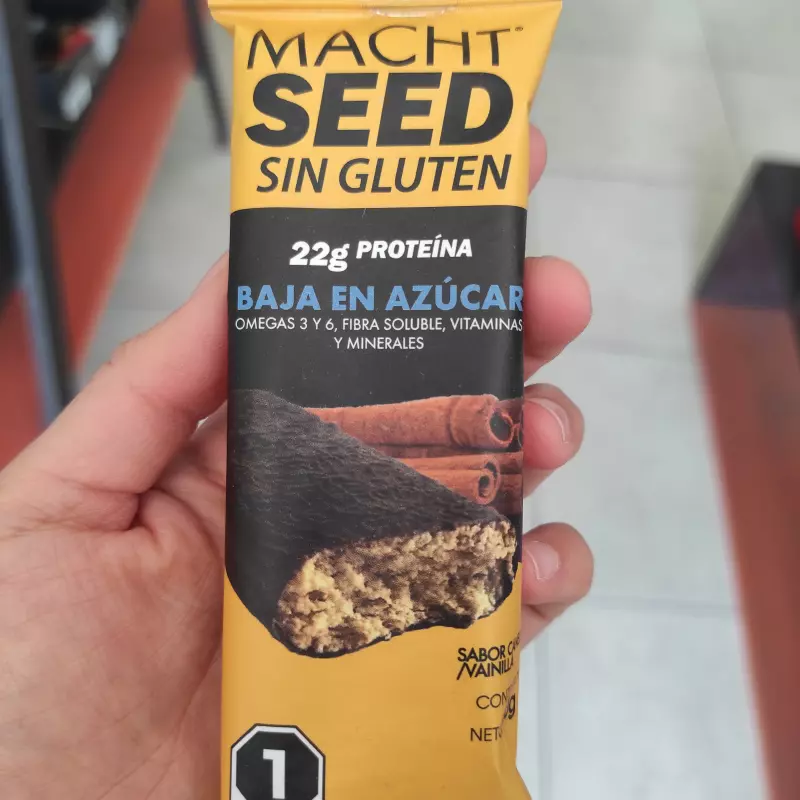 MACHT®
SEED
SIN GLUTEN
22g PROTEÍNA
BAJA EN AZÚCAR
OMEGAS 3 Y 6, FIBRA SOLUBLE, VITAMINAS
Y MINERALES
SABOR
/VAINILLA
1